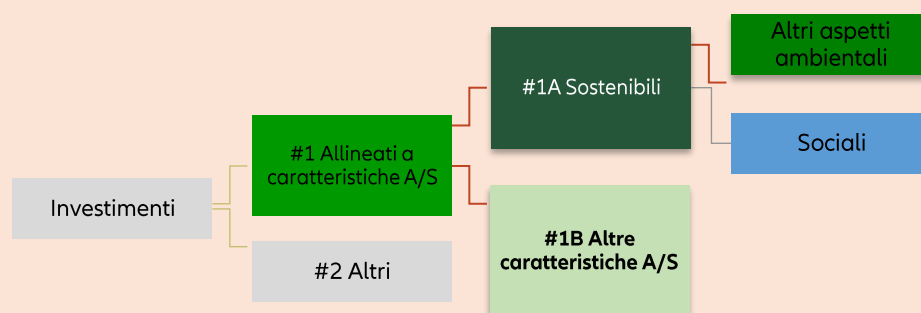 Investimenti
#1 Allineati a
caratteristiche A/S
#2 Altri
#1A Sostenibili
#1B Altre
caratteristiche A/S
Altri aspetti
ambientali
Sociali